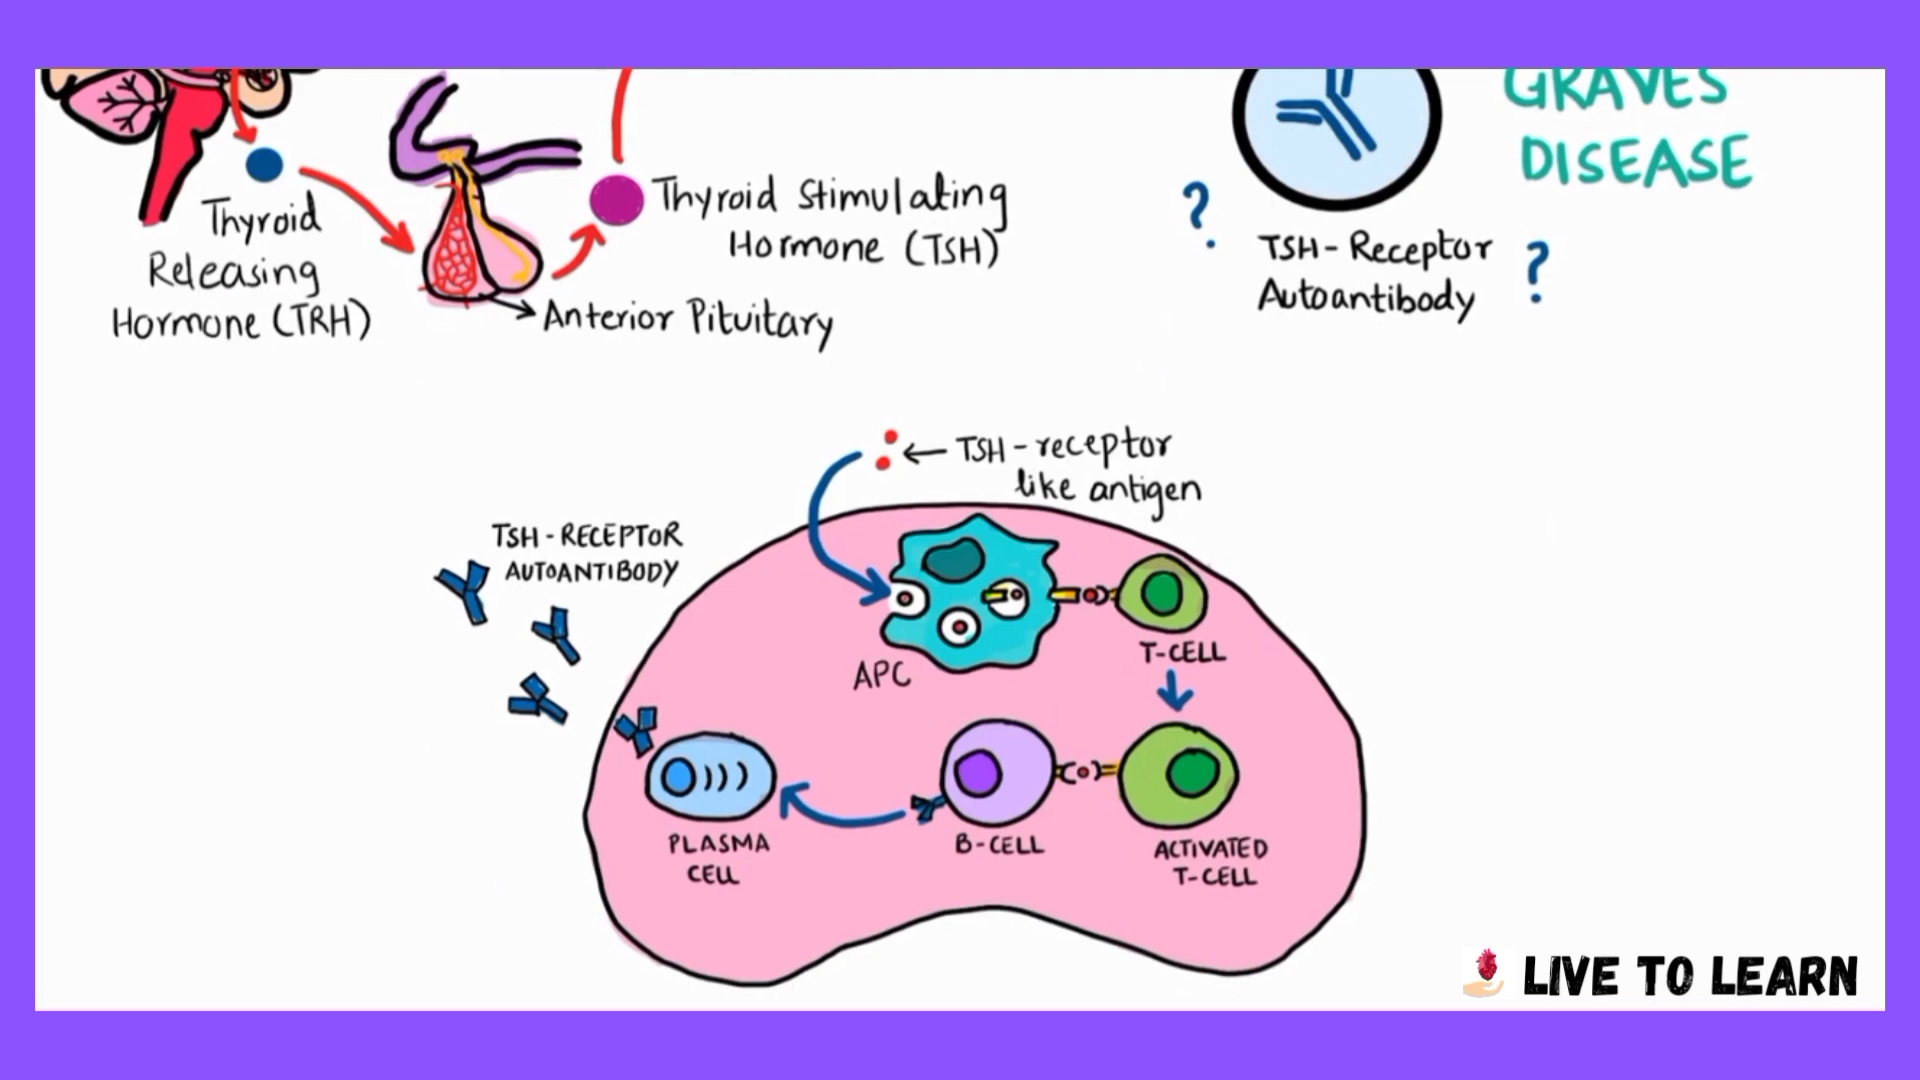 GRAVES
DISEASE
Thyroid
Releasing
Hormone (TRH)
Thyroid Stimulating
Hormone (TSH)
Anterior Pituitary
?
TSH-Receptor
Autoantibody
?
TSH-receptor
like antigen
TSH-RECEPTOR
AUTOANTIBODY
APC
T-CELL
PLASMA
CELL
B-CELL
ACTIVATED
T-CELL
LIVE TO LEARN